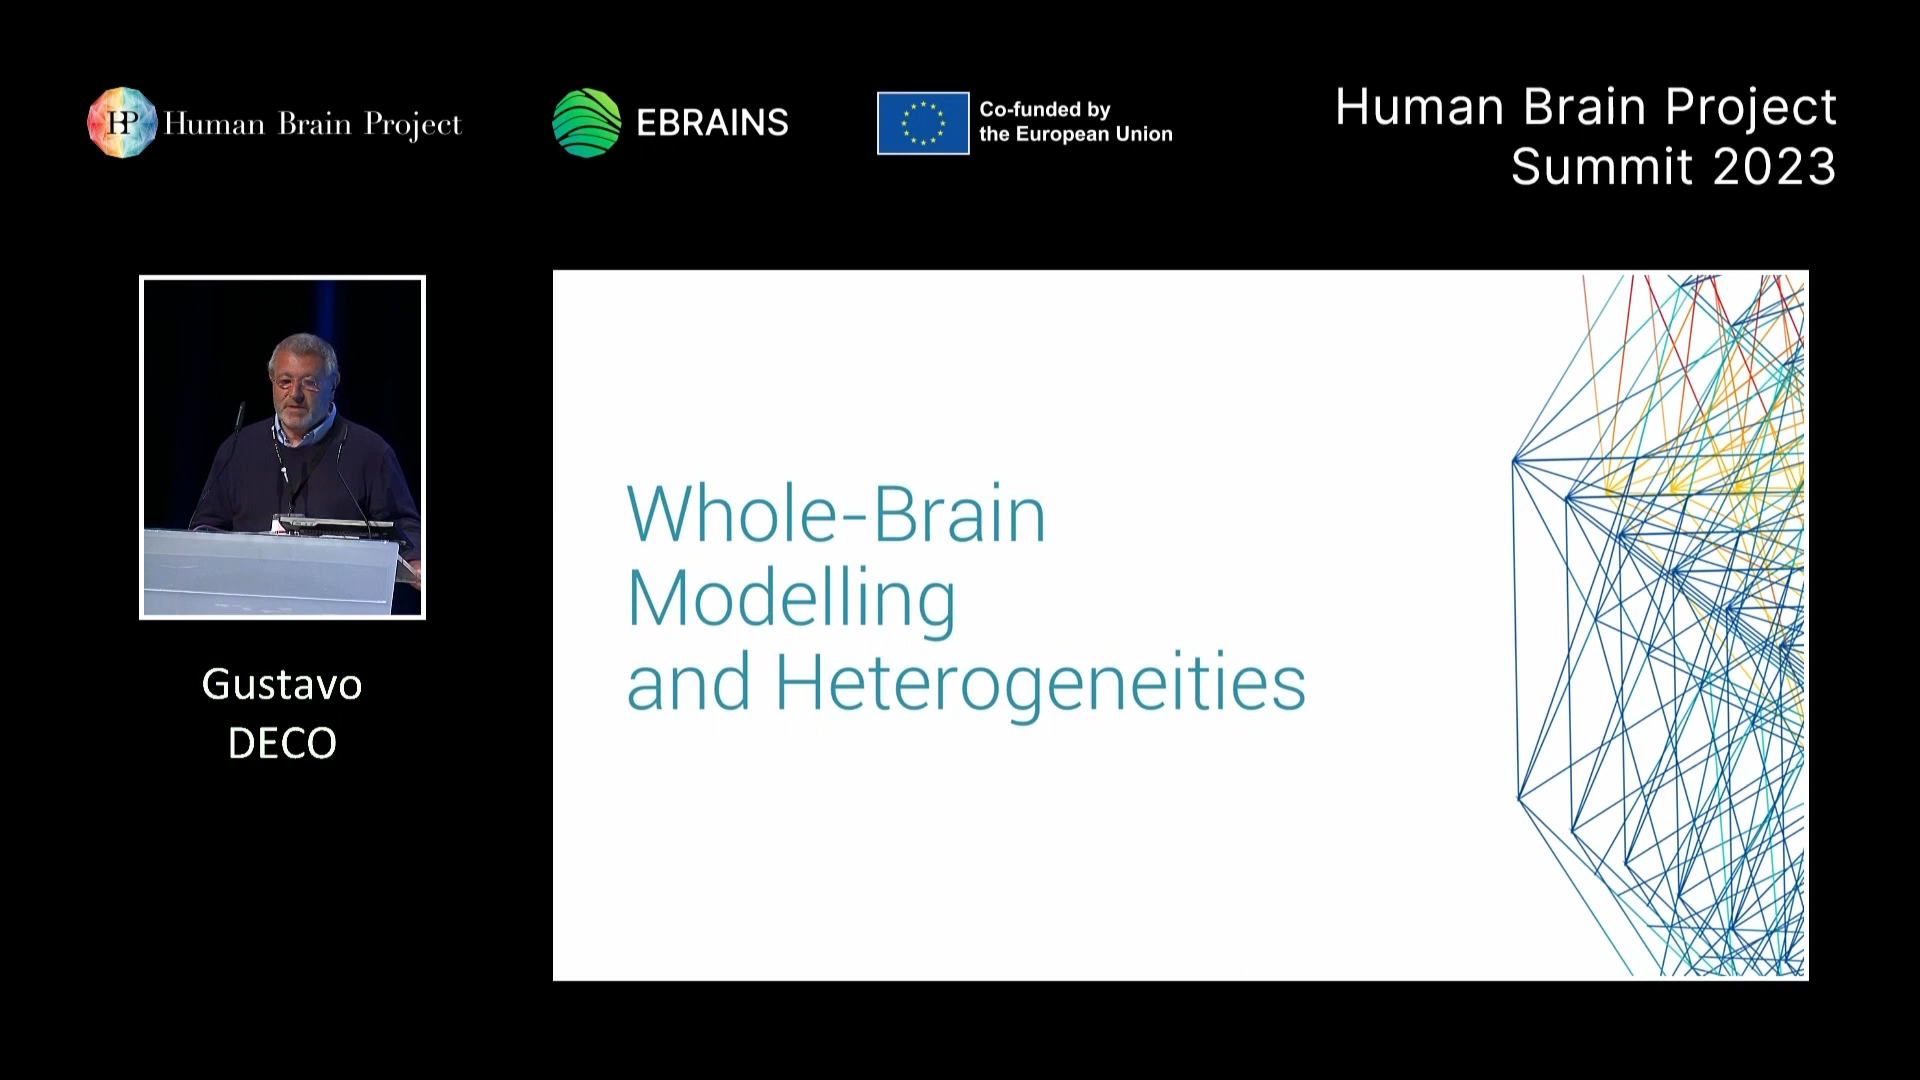 HP Human Brain Project
EBRAINS
Co-funded by
the European Union
Human Brain Project
Summit 2023
Whole-Brain
Modelling
and Heterogeneities
Gustavo
DECO